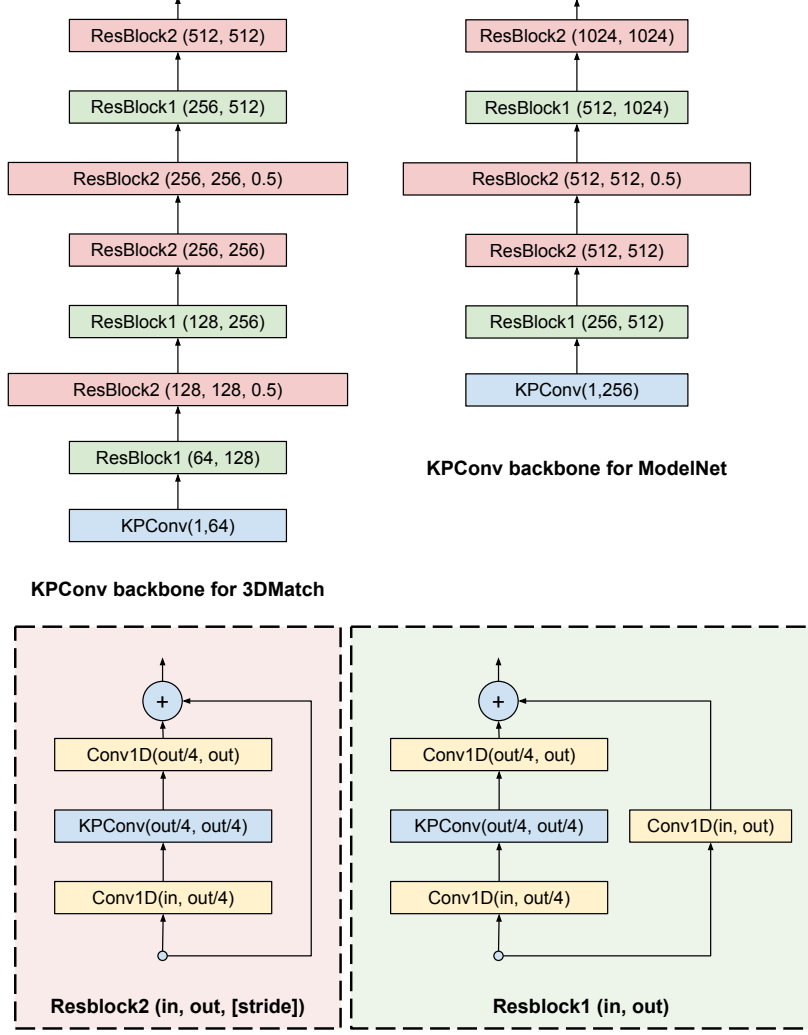 ResBlock2 (512, 512)
ResBlock1 (256, 512)
ResBlock2 (256, 256, 0.5)
ResBlock2 (256, 256)
ResBlock1 (128, 256)
ResBlock2 (128, 128, 0.5)
ResBlock1 (64, 128)
KPConv(1,64)
KPConv backbone for 3DMatch
ResBlock2 (1024, 1024)
ResBlock1 (512, 1024)
ResBlock2 (512, 512, 0.5)
ResBlock2 (512, 512)
ResBlock1 (256, 512)
KPConv(1,256)
KPConv backbone for ModelNet
+
Conv1D(out/4, out)
KPConv(out/4, out/4)
Conv1D(in, out/4)
Resblock2 (in, out, [stride])
+
Conv1D(out/4, out)
KPConv(out/4, out/4)
Conv1D(in, out)
Conv1D(in, out/4)
Resblock1 (in, out)